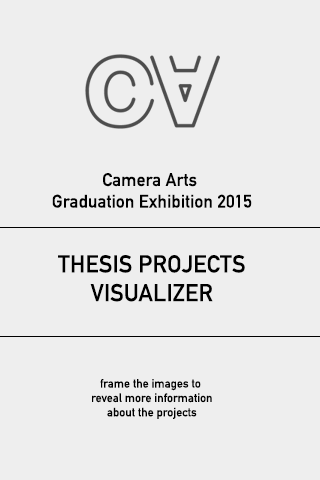 CA
Camera Arts
Graduation Exhibition 2015
THESIS PROJECTS
VISUALIZER
frame the images to
reveal more information
about the projects